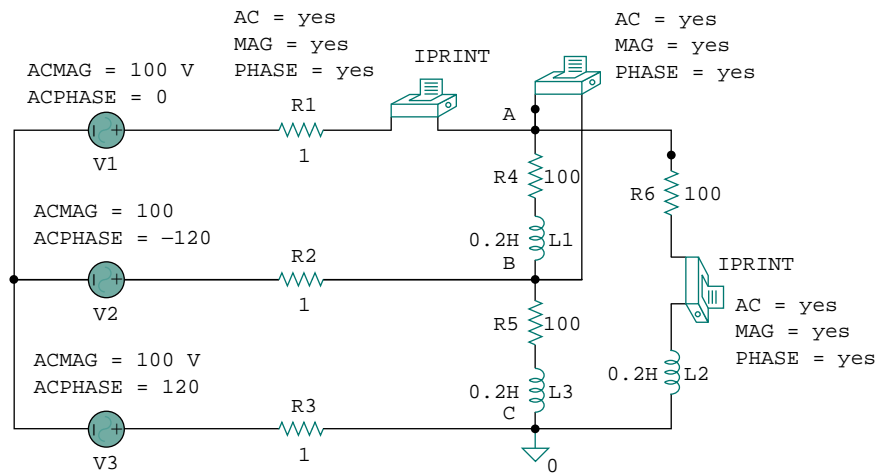 AC = yes
MAG = yes
PHASE = yes
IPRINT
AC = yes
MAG = yes
PHASE = yes
ACMAG = 100 V
ACPHASE = 0
V1
R1
1
A
R4
100
R6
100
ACMAG = 100
ACPHASE = −120
V2
R2
1
0.2H
L1
B
IPRINT
AC = yes
MAG = yes
PHASE = yes
R5
100
ACMAG = 100 V
ACPHASE = 120
V3
R3
1
0.2H
L3
C
0.2H
L2
0